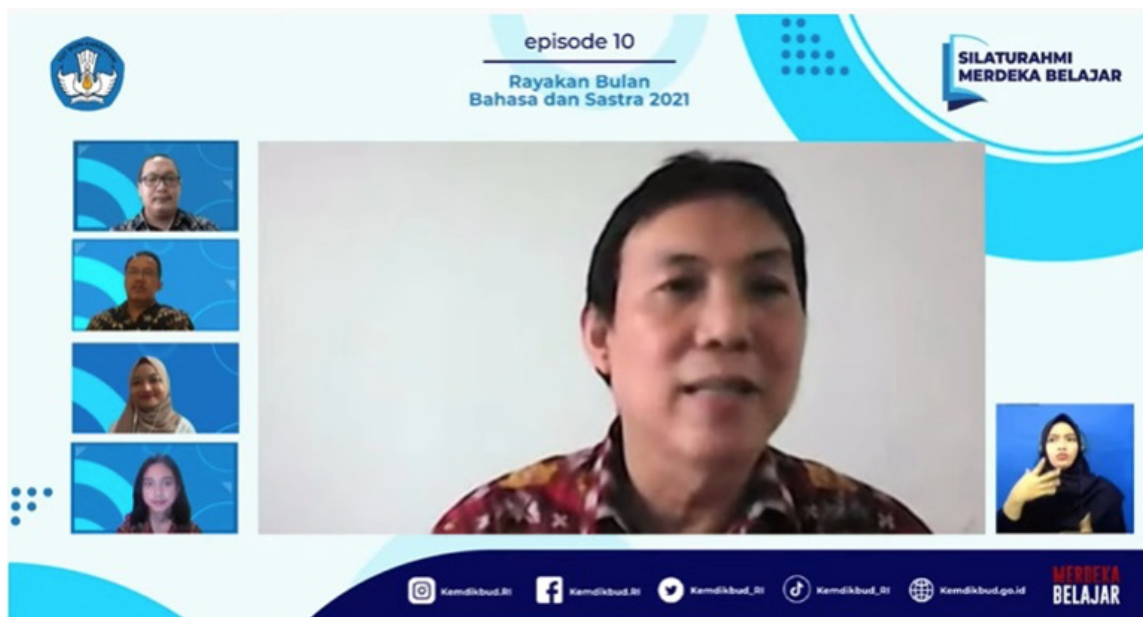 episode 10
Rayakan Bulan
Bahasa dan Sastra 2021
SILATURAHMI
MERDEKA BELAJAR
Kemdikbud.RI
Kemdikbud.RI
Kemdikbud_RI
Kemdikbud_RI
Kemdikbud.go.id
MERDEKA
BELAJAR